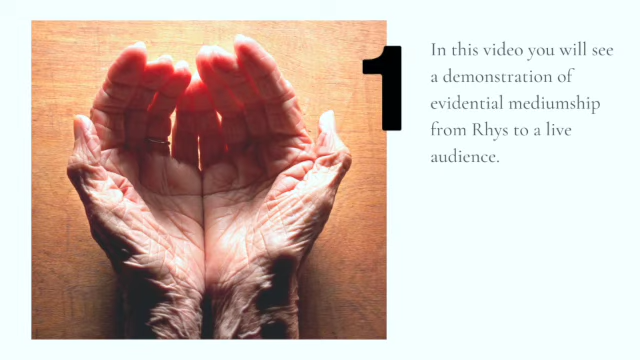 1
In this video you will see
a demonstration of
evidential mediumship
from Rhys to a live
audience.